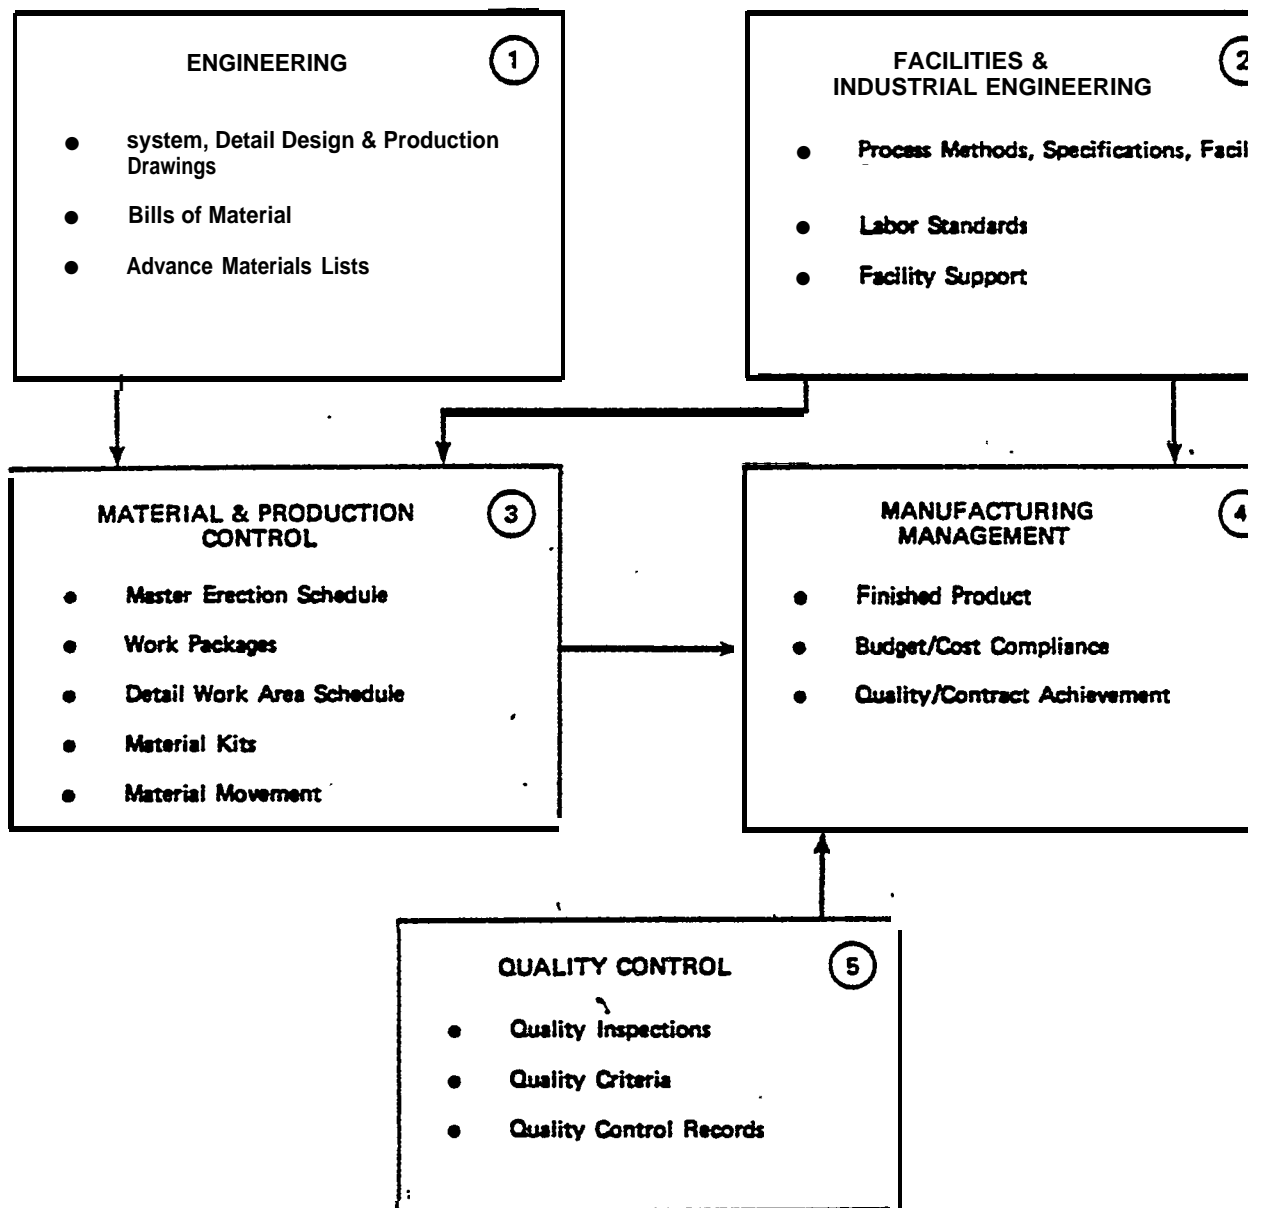 ENGINEERING
1
● system, Detail Design & Production
Drawings
● Bills of Material
● Advance Materials Lists
FACILITIES &
INDUSTRIAL ENGINEERING
2
● Process Methods, Specifications, Facil
● Labor Standards
● Facility Support
MATERIAL & PRODUCTION
CONTROL
3
● Master Erection Schedule
● Work Packages
● Detail Work Area Schedule
● Material Kits
● Material Movement
MANUFACTURING
MANAGEMENT
4
● Finished Product
● Budget/Cost Compliance
● Quality/Contract Achievement
QUALITY CONTROL
5
● Quality Inspections
● Quality Criteria
● Quality Control Records